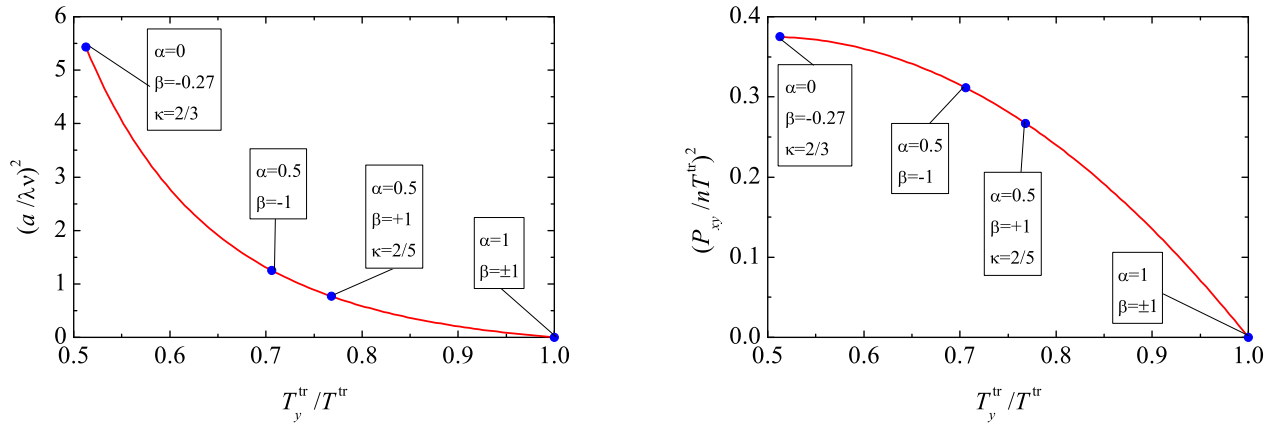 6
5
4
3
2
1
0
(a/λν)²
α=0
β=-0.27
κ=2/3
α=0.5
β=-1
α=0.5
β=+1
κ=2/5
α=1
β=±1
0.5 0.6 0.7 0.8 0.9 1.0
T_y^tr/T^tr
0.4
0.3
0.2
0.1
0.0
(P_xy/nT^tr)²
α=0
β=-0.27
κ=2/3
α=0.5
β=-1
α=0.5
β=+1
κ=2/5
α=1
β=±1
0.5 0.6 0.7 0.8 0.9 1.0
T_y^tr/T^tr